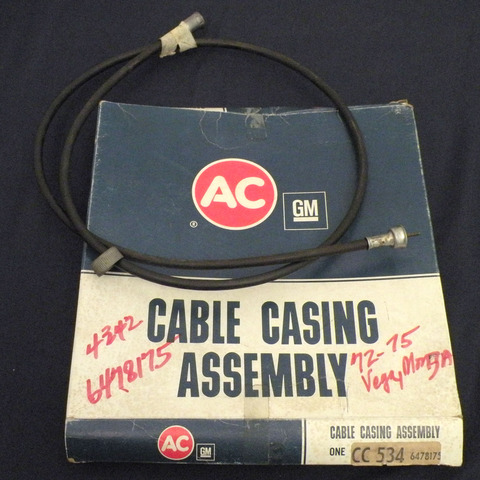 AC
GM
®
4342
6478175
CABLE CASING
ASSEMBLY
72-75
Vega Monza
AC
GM
CABLE CASING ASSEMBLY
ONE CC 534 6478175